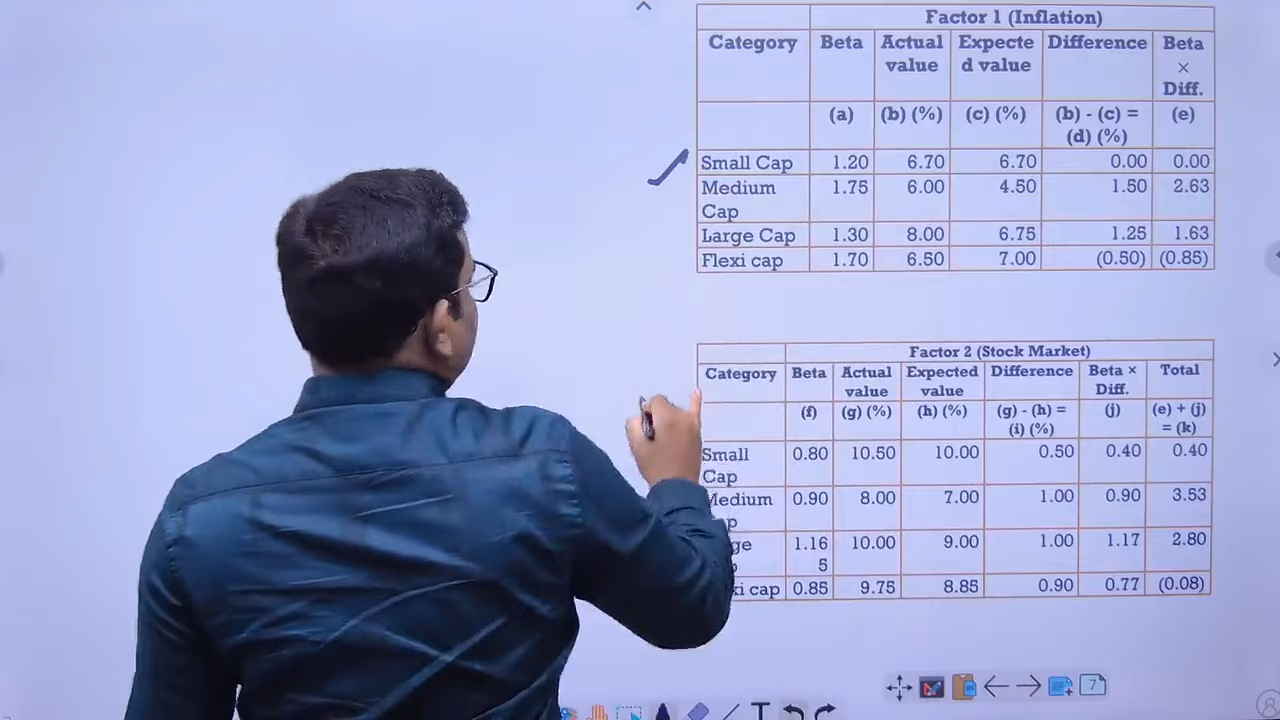 Factor 1 (Inflation)
Category Beta Actual value Expecte d value Difference Beta × Diff.
(a) (b) (%) (c) (%) (b) - (c) = (d) (%) (e)
Small Cap 1.20 6.70 6.70 0.00 0.00
Medium Cap 1.75 6.00 4.50 1.50 2.63
Large Cap 1.30 8.00 6.75 1.25 1.63
Flexi cap 1.70 6.50 7.00 (0.50) (0.85)
Factor 2 (Stock Market)
Category Beta Actual value Expected value Difference Beta × Diff. Total
(f) (g) (%) (h) (%) (g) - (h) = (i) (%) (j) (e) + (j) = (k)
Small Cap 0.80 10.50 10.00 0.50 0.40 0.40
Medium 0.90 8.00 7.00 1.00 0.90 3.53
1.16 5 10.00 9.00 1.00 1.17 2.80
cap 0.85 9.75 8.85 0.90 0.77 (0.08)
7
T